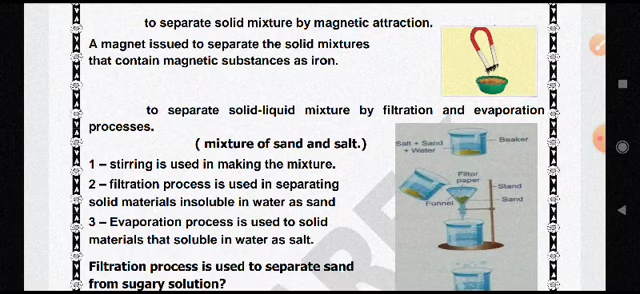 to separate solid mixture by magnetic attraction.
A magnet issued to separate the solid mixtures
that contain magnetic substances as iron.
to separate solid-liquid mixture by filtration and evaporation
processes.
( mixture of sand and salt.)
1 – stirring is used in making the mixture.
2 – filtration process is used in separating
solid materials insoluble in water as sand
3 – Evaporation process is used to solid
materials that soluble in water as salt.
Filtration process is used to separate sand
from sugary solution?
Salt + Sand
+ Water
Beaker
Filter
paper
Stand
Sand
Funnel